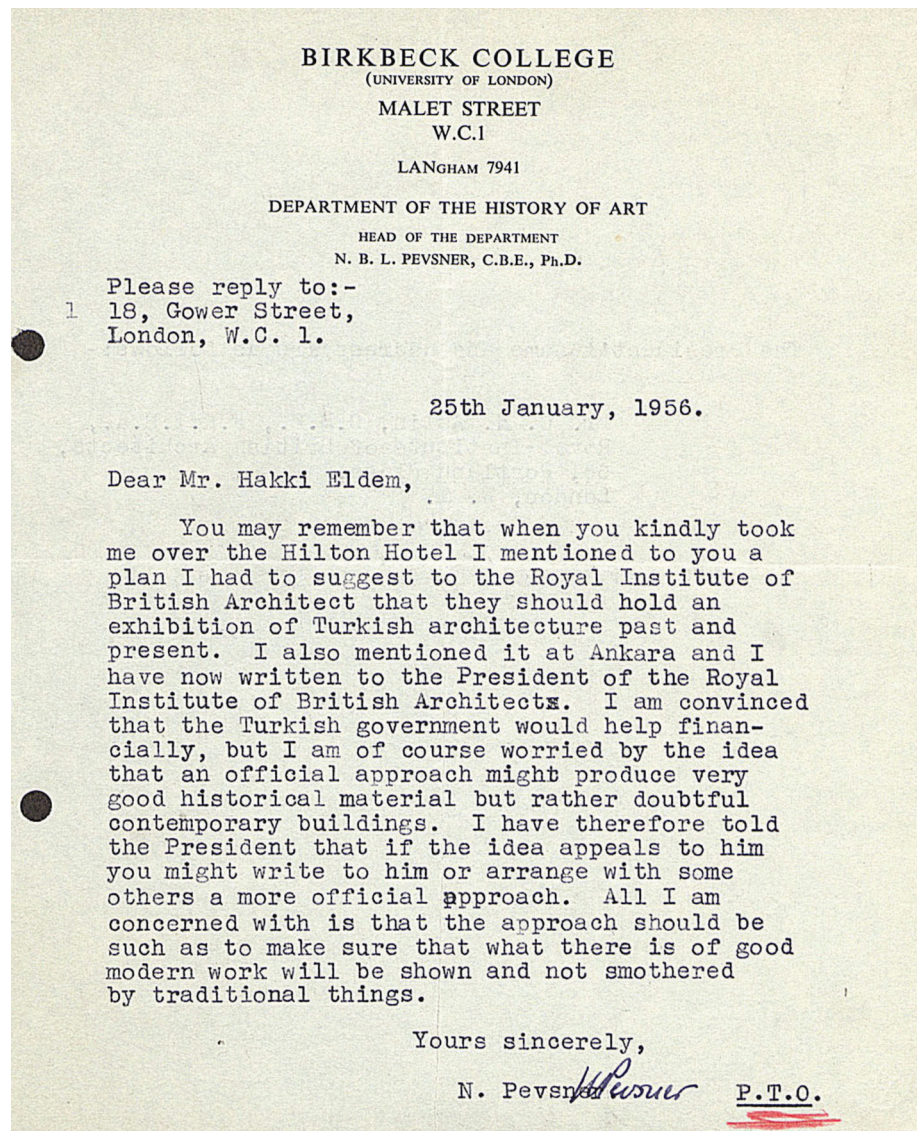 BIRKBECK COLLEGE
(UNIVERSITY OF LONDON)
MALET STREET
W.C.1
LANGHAM 7941
DEPARTMENT OF THE HISTORY OF ART
HEAD OF THE DEPARTMENT
N. B. L. PEVSNER, C.B.E., Ph.D.
Please reply to:-
1 18, Gower Street,
London, W.C. 1.
25th January, 1956.
Dear Mr. Hakki Eldem,
You may remember that when you kindly took
me over the Hilton Hotel I mentioned to you a
plan I had to suggest to the Royal Institute of
British Architect that they should hold an
exhibition of Turkish architecture past and
present. I also mentioned it at Ankara and I
have now written to the President of the Royal
Institute of British Architects. I am convinced
that the Turkish government would help finan-
cially, but I am of course worried by the idea
that an official approach might produce very
good historical material but rather doubtful
contemporary buildings. I have therefore told
the President that if the idea appeals to him
you might write to him or arrange with some
others a more official approach. All I am
concerned with is that the approach should be
such as to make sure that what there is of good
modern work will be shown and not smothered
by traditional things.
Yours sincerely,
N. Pevsner NPevsner P.T.O.